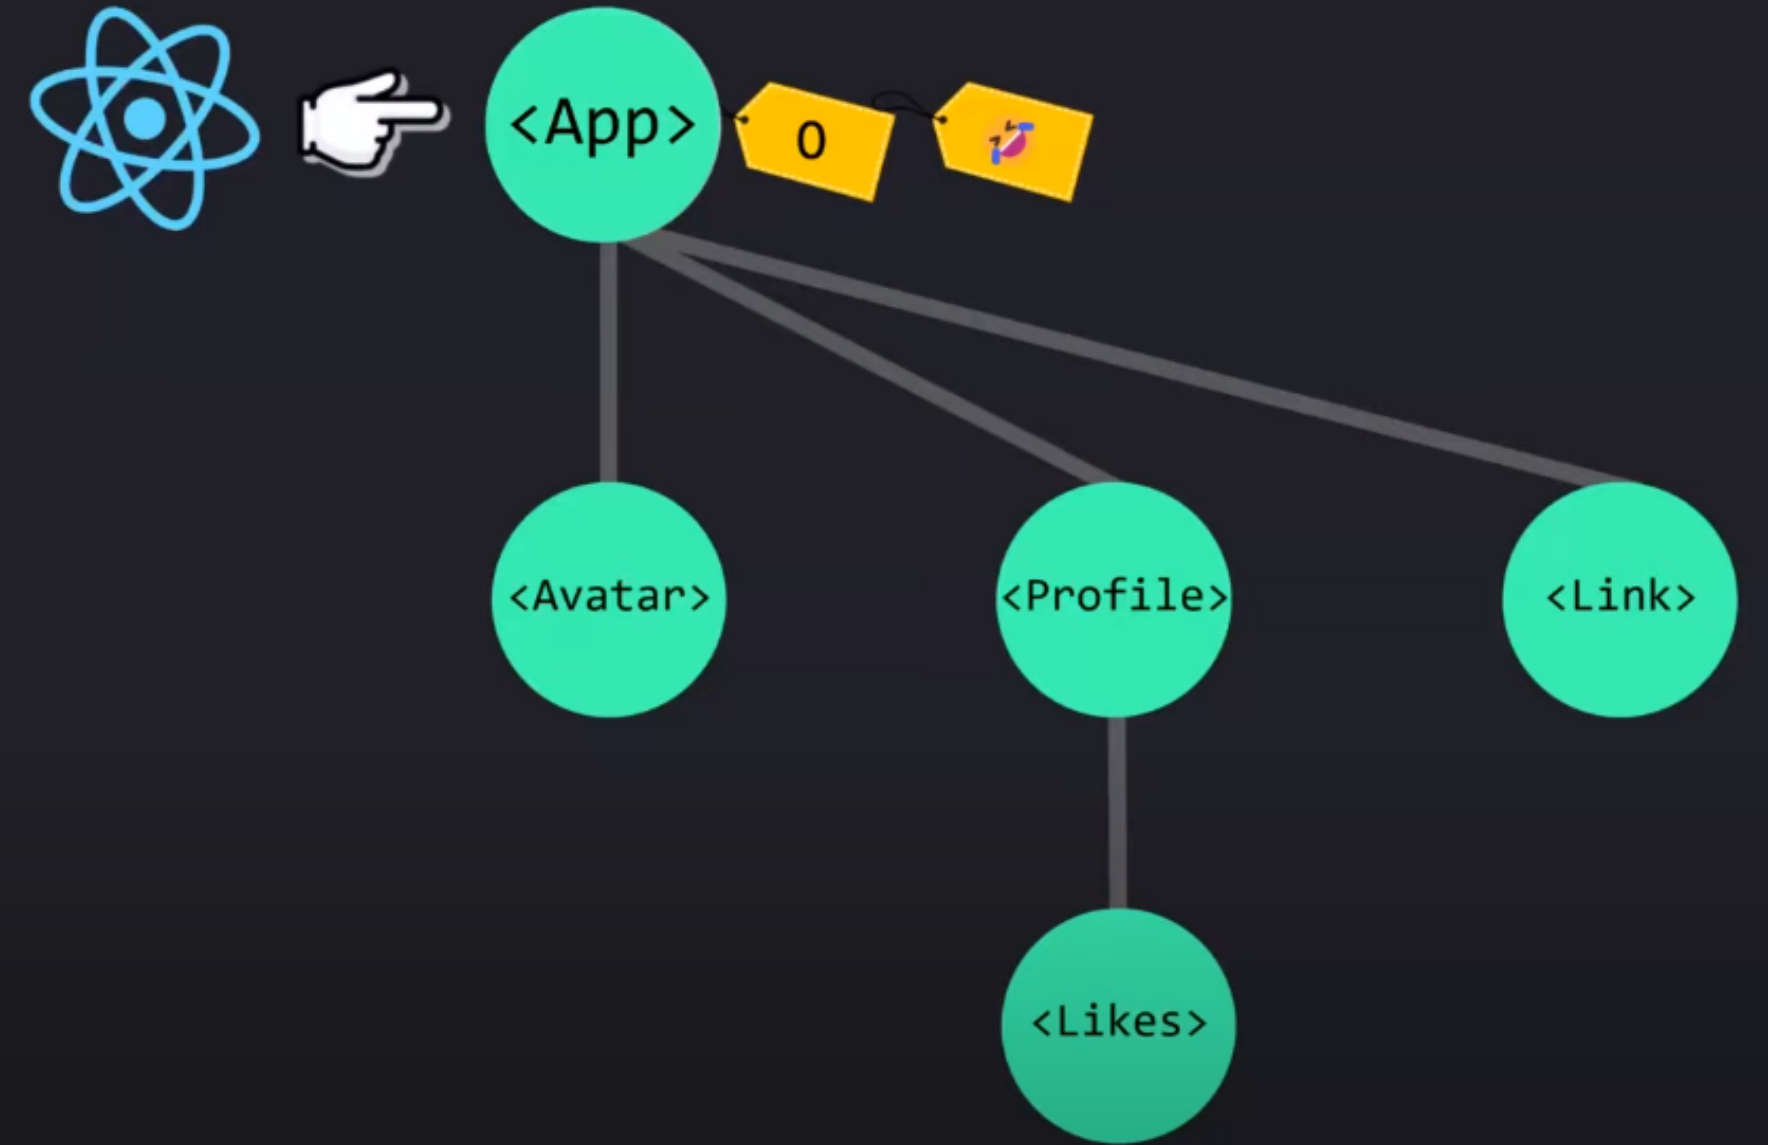 <App>
0
🤣
<Avatar>
<Profile>
<Link>
<Likes>